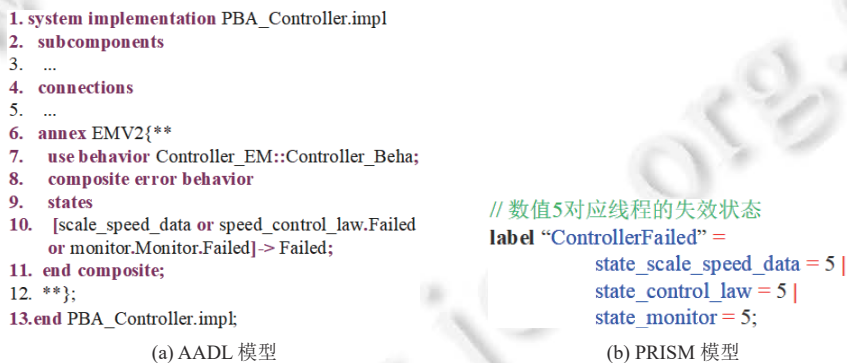 1. system implementation PBA_Controller.impl
2. subcomponents
3. ...
4. connections
5. ...
6. annex EMV2{**
7. use behavior Controller_EM::Controller_Beha;
8. composite error behavior
9. states
10. [scale_speed_data or speed_control_law.Failed
or monitor.Monitor.Failed]-> Failed;
11. end composite;
12. **};
13.end PBA_Controller.impl;
(a) AADL 模型
// 数值5对应线程的失效状态
label “ControllerFailed” =
state_scale_speed_data = 5 |
state_control_law = 5 |
state_monitor = 5;
(b) PRISM 模型
org.